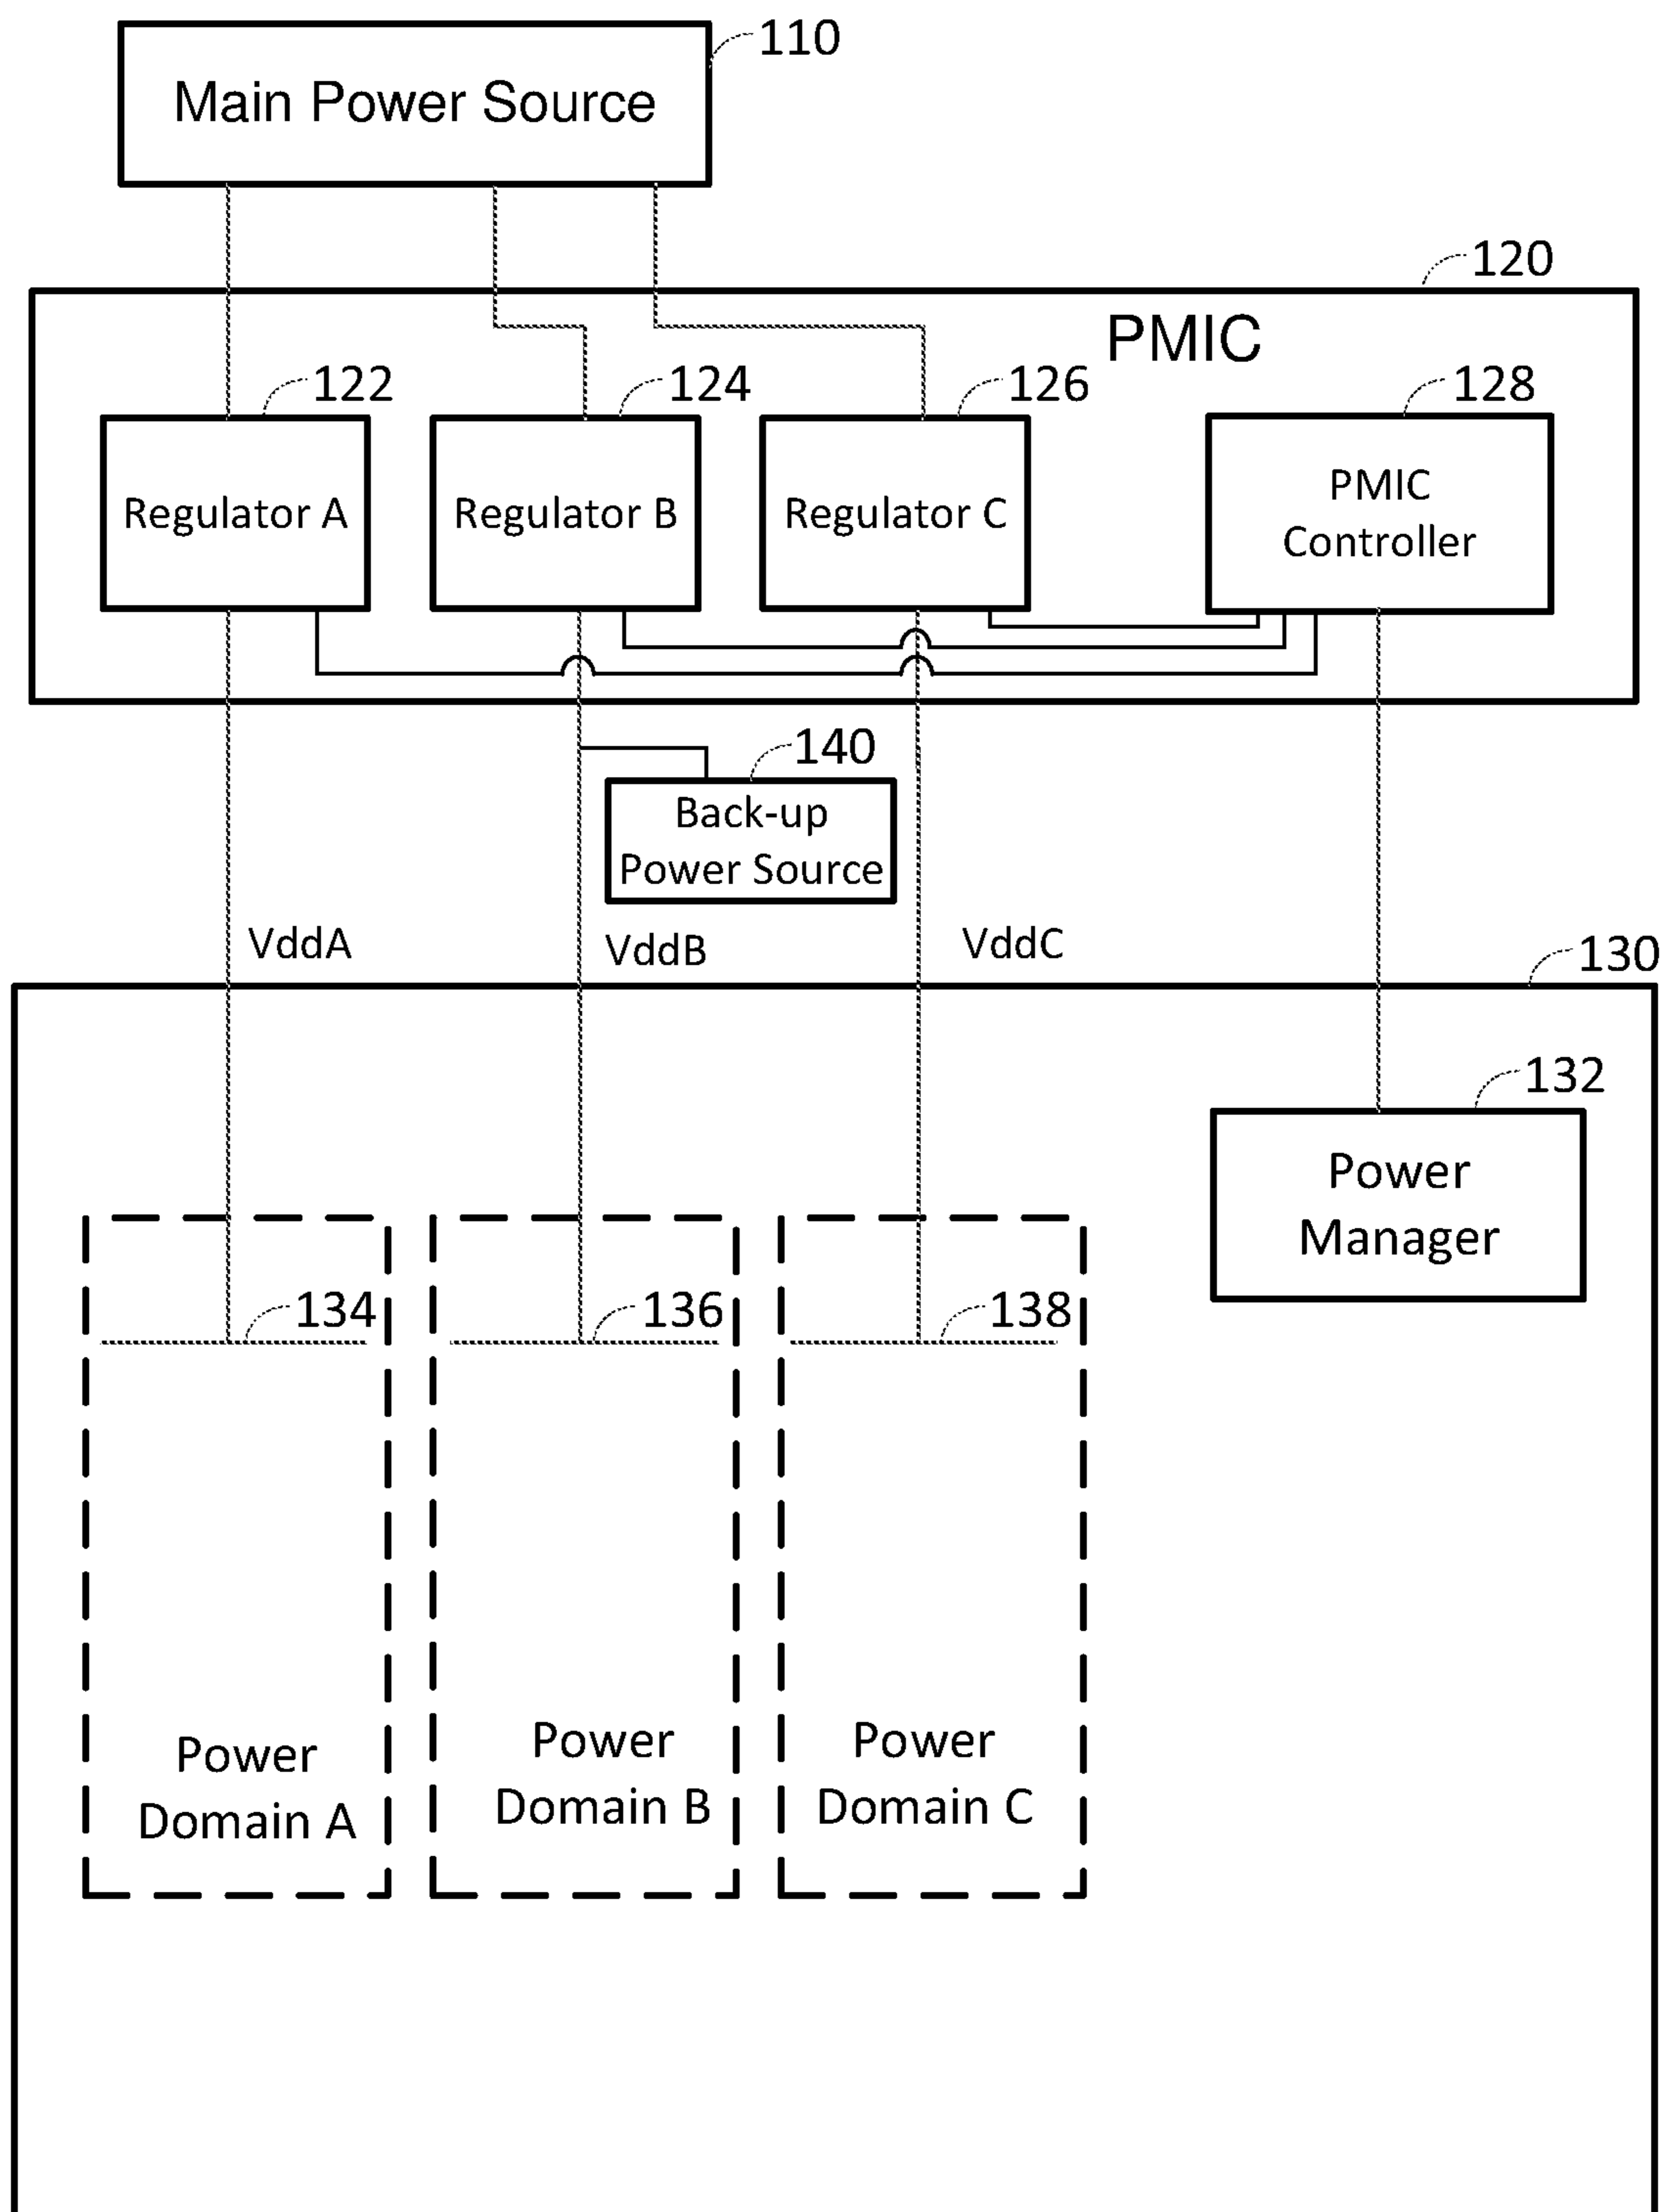 110
Main Power Source
120
PMIC
122
124
126
128
Regulator A
Regulator B
Regulator C
PMIC
Controller
140
Back-up
Power Source
VddA
VddB
VddC
130
132
Power
Manager
134
136
138
Power
Domain A
Power
Domain B
Power
Domain C